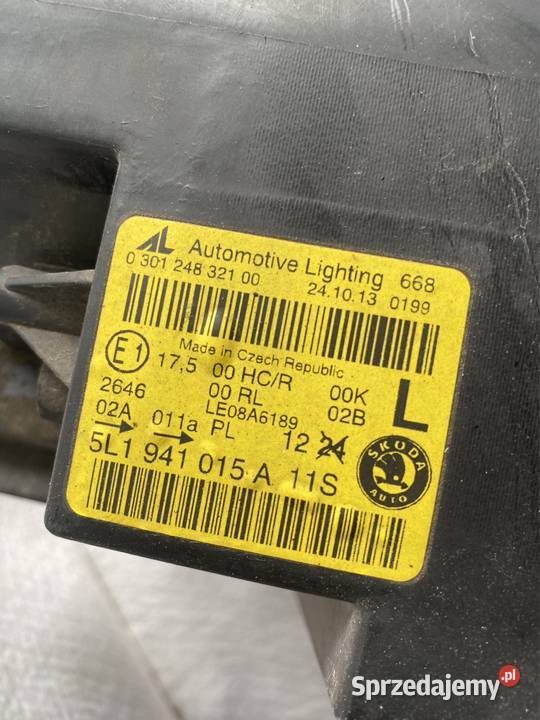 AL Automotive Lighting 668
0 301 248 321 00 24.10.13 0199
Made in Czech Republic
E1 17,5 00 HC/R 00K L
2646 00 RL 02B
LE08A6189
02A 011a PL 12 24
5L1 941 015 A 11S
SKODA
AUTO
Sprzedajemy.pl